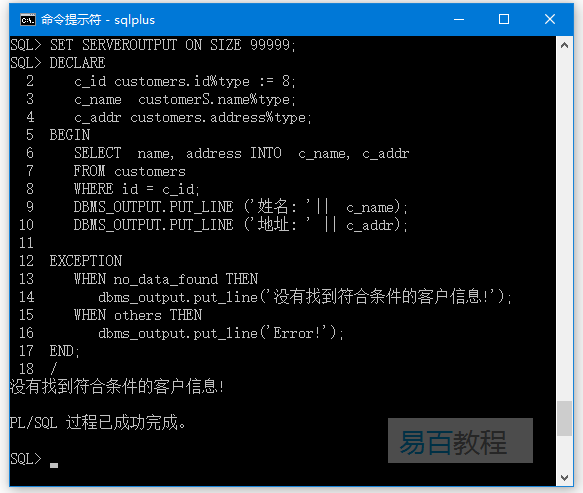 命令提示符 - sqlplus
SQL> SET SERVEROUTPUT ON SIZE 99999;
SQL> DECLARE
  2     c_id customers.id%type := 8;
  3     c_name  customerS.name%type;
  4     c_addr customers.address%type;
  5  BEGIN
  6     SELECT  name, address INTO  c_name, c_addr
  7     FROM customers
  8     WHERE id = c_id;
  9     DBMS_OUTPUT.PUT_LINE ('姓名: '||  c_name);
 10     DBMS_OUTPUT.PUT_LINE ('地址: ' || c_addr);
 11
 12  EXCEPTION
 13     WHEN no_data_found THEN
 14        dbms_output.put_line('没有找到符合条件的客户信息!');
 15     WHEN others THEN
 16        dbms_output.put_line('Error!');
 17  END;
 18  /
没有找到符合条件的客户信息!
PL/SQL 过程已成功完成。
易百教程
SQL>